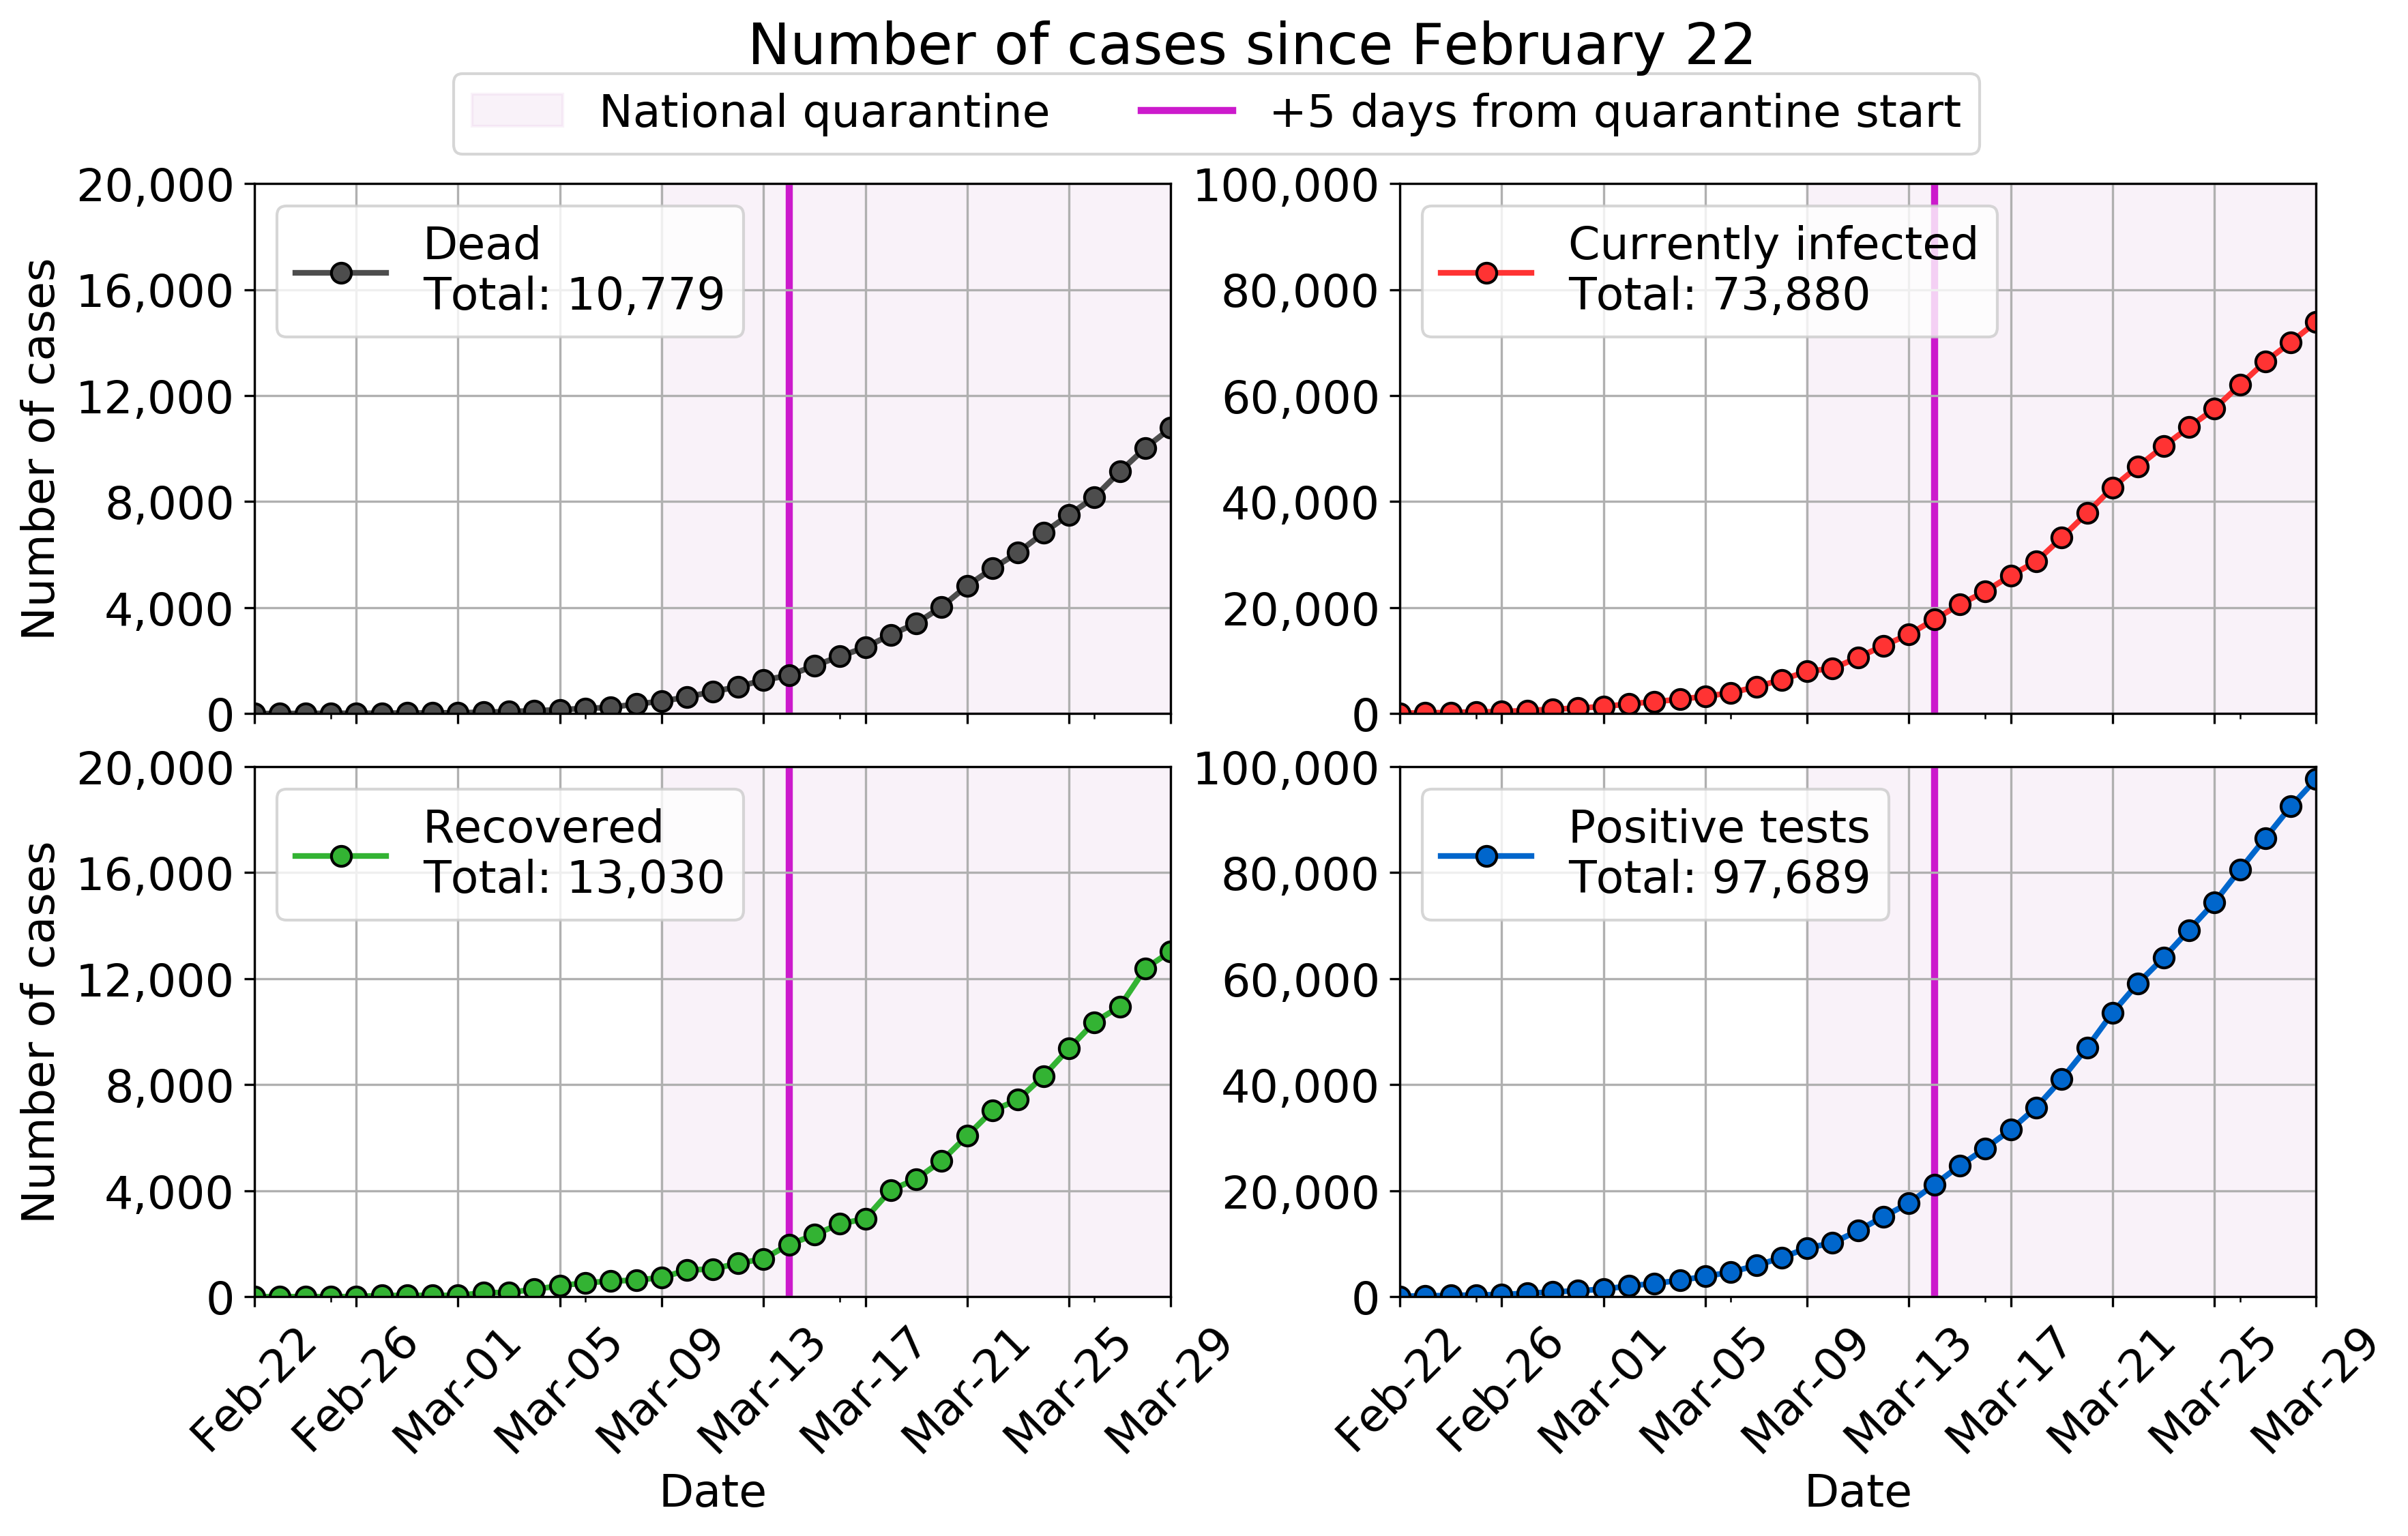 Number of cases since February 22
National quarantine
+5 days from quarantine start
20,000
16,000
12,000
8,000
4,000
0
Number of cases
Dead
Total: 10,779
100,000
80,000
60,000
40,000
20,000
0
Currently infected
Total: 73,880
20,000
16,000
12,000
8,000
4,000
0
Number of cases
Recovered
Total: 13,030
Feb-22
Feb-26
Mar-01
Mar-05
Mar-09
Mar-13
Mar-17
Mar-21
Mar-25
Mar-29
Date
100,000
80,000
60,000
40,000
20,000
0
Positive tests
Total: 97,689
Feb-22
Feb-26
Mar-01
Mar-05
Mar-09
Mar-13
Mar-17
Mar-21
Mar-25
Mar-29
Date